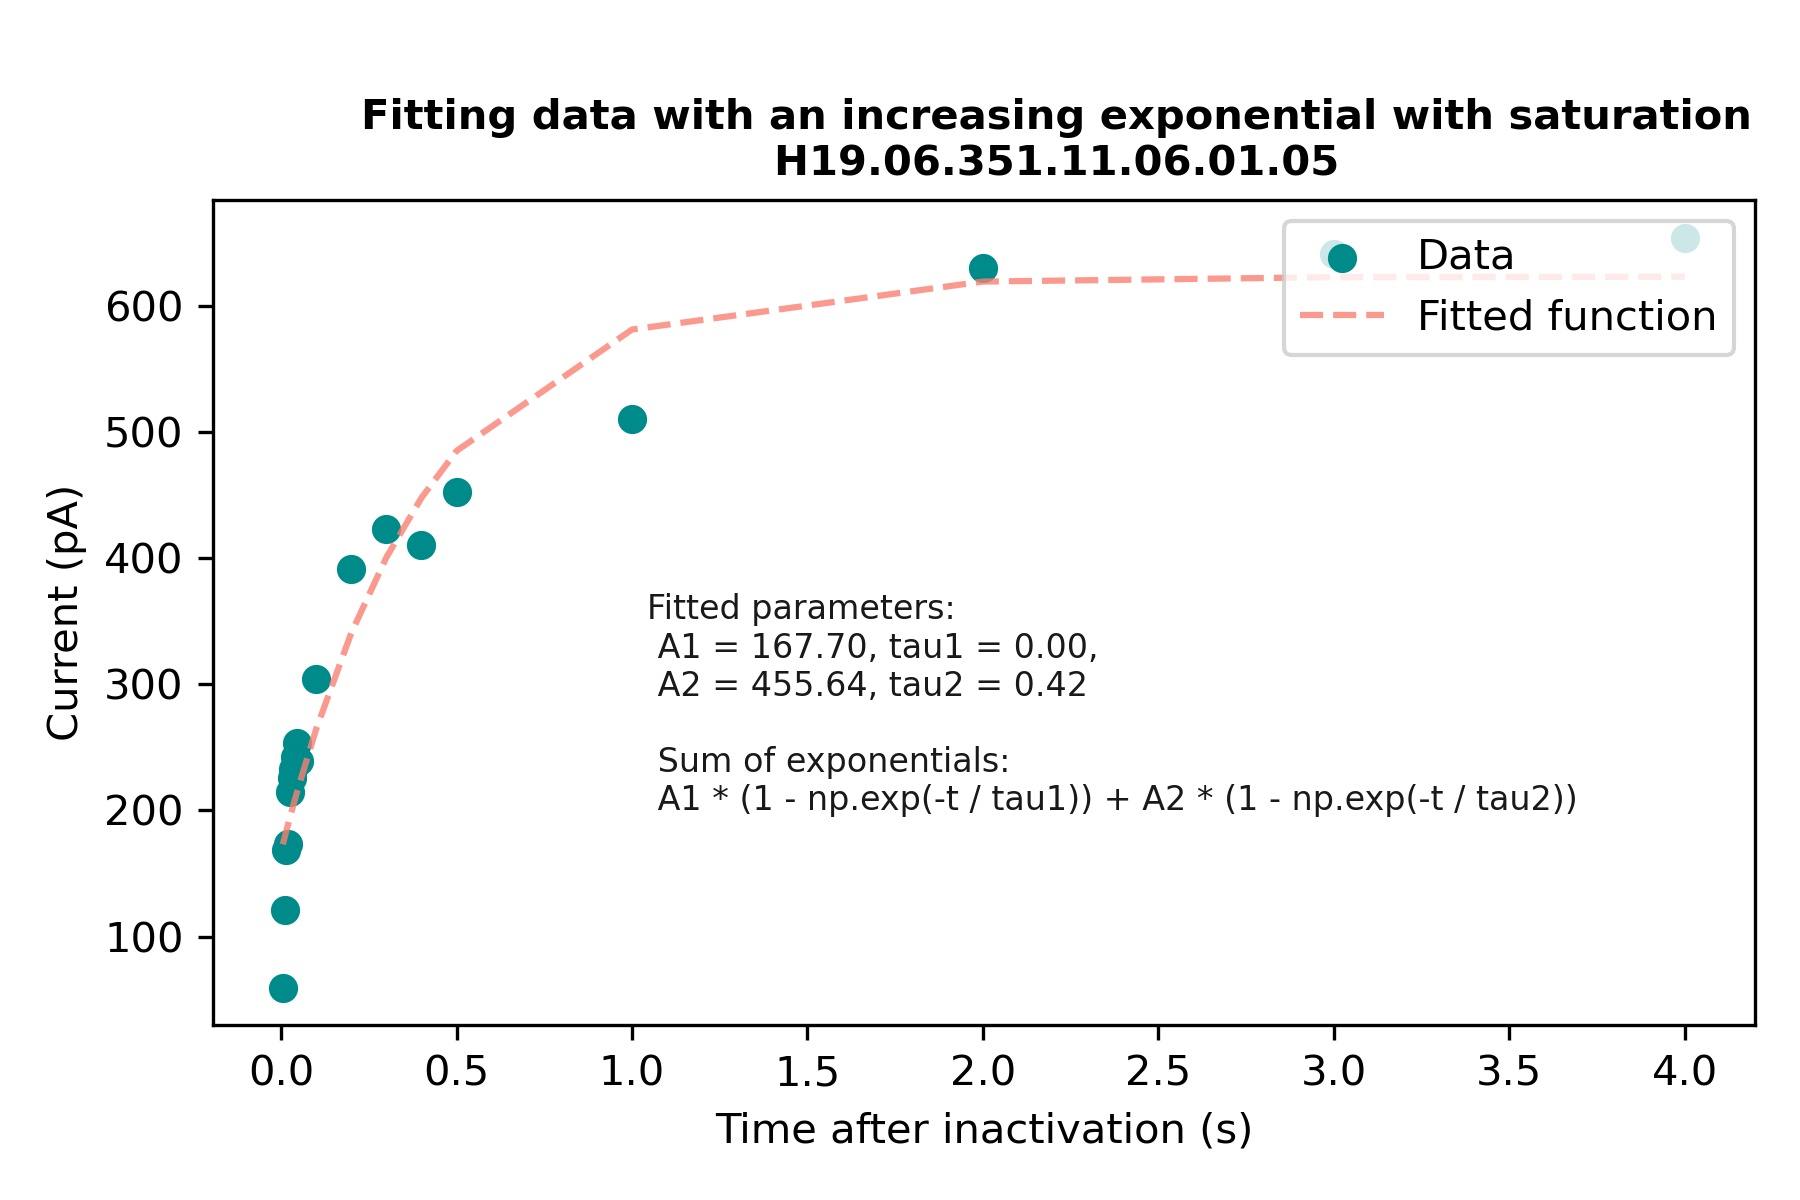 Fitting data with an increasing exponential with saturation
H19.06.351.11.06.01.05
Data
Fitted function
600
500
400
300
200
100
Current (pA)
Fitted parameters:
A1 = 167.70, tau1 = 0.00,
A2 = 455.64, tau2 = 0.42
Sum of exponentials:
A1 * (1 - np.exp(-t / tau1)) + A2 * (1 - np.exp(-t / tau2))
0.0 0.5 1.0 1.5 2.0 2.5 3.0 3.5 4.0
Time after inactivation (s)